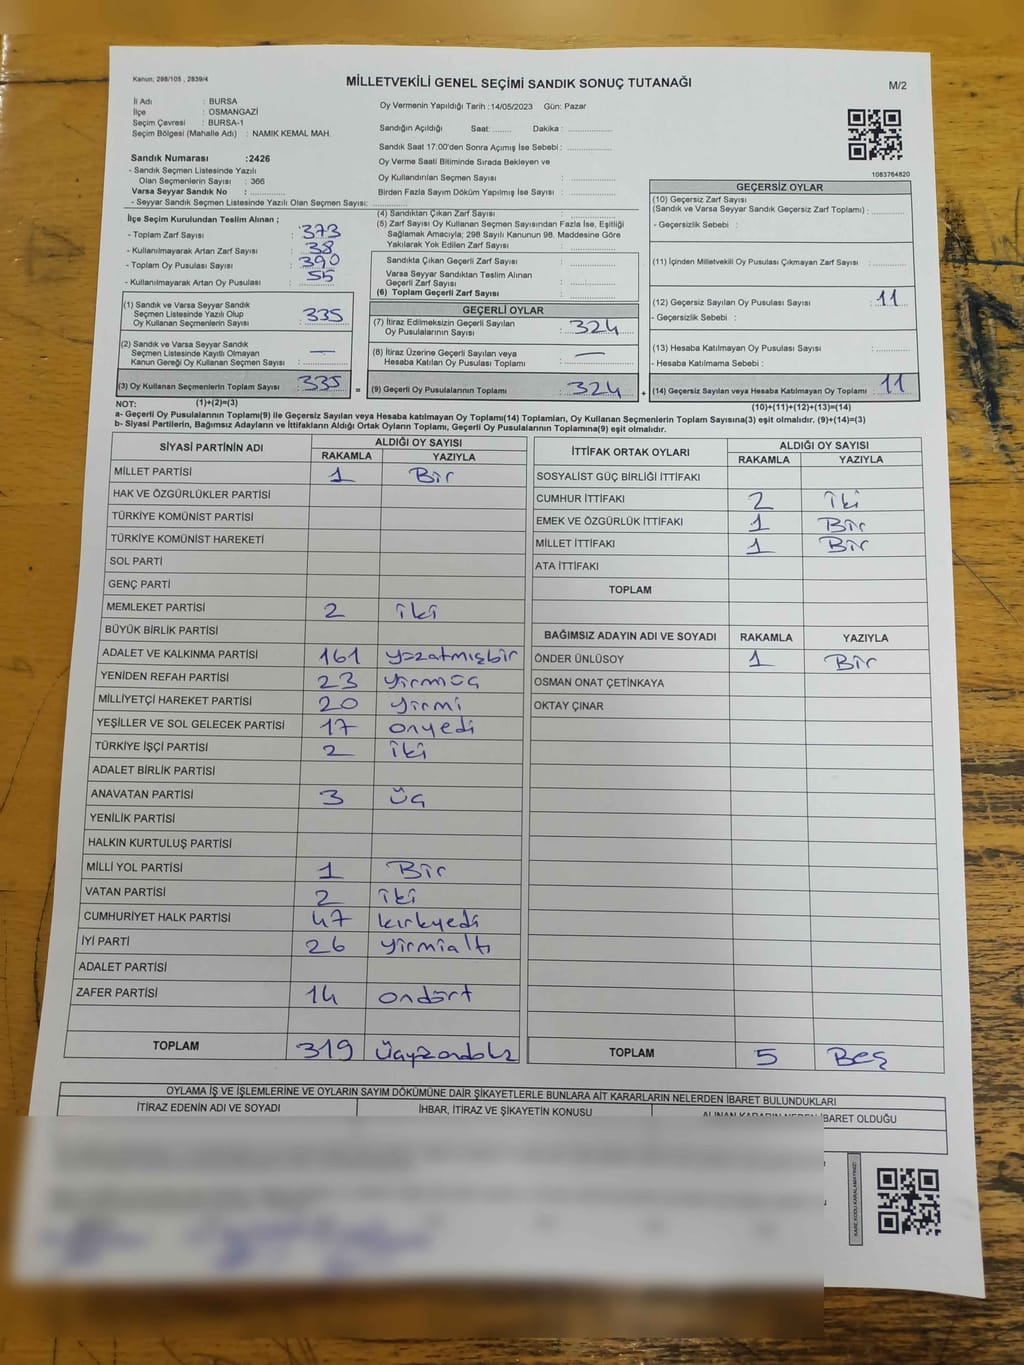 Kanun; 298/105 , 2839/4
MİLLETVEKİLİ GENEL SEÇİMİ SANDIK SONUÇ TUTANAĞI
M/2
İl Adı : BURSA
İlçe : OSMANGAZİ
Seçim Çevresi : BURSA-1
Seçim Bölgesi (Mahalle Adı) : NAMIK KEMAL MAH.
Sandık Numarası :2426
- Sandık Seçmen Listesinde Yazılı
Olan Seçmenlerin Sayısı : 366
Varsa Seyyar Sandık No : ..............
- Seyyar Sandık Seçmen Listesinde Yazılı Olan Seçmen Sayısı: ..............
Oy Vermenin Yapıldığı Tarih :14/05/2023 Gün: Pazar
Sandığın Açıldığı Saat: ....... Dakika : ................
Sandık Saat 17:00'den Sonra Açımış İse Sebebi : ................
Oy Verme Saati Bitiminde Sırada Bekleyen ve
Oy Kullandırılan Seçmen Sayısı : ................
Birden Fazla Sayım Döküm Yapılmış İse Sayısı : ................
1083764820
İlçe Seçim Kurulundan Teslim Alınan ;
- Toplam Zarf Sayısı : 373
- Kullanılmayarak Artan Zarf Sayısı : 38
- Toplam Oy Pusulası Sayısı : 390
- Kullanılmayarak Artan Oy Pusulası : 55
(1) Sandık ve Varsa Seyyar Sandık
Seçmen Listesinde Yazılı Olup
Oy Kullanan Seçmenlerin Sayısı : 335
(2) Sandık ve Varsa Seyyar Sandık
Seçmen Listesinde Kayıtlı Olmayan
Kanun Gereği Oy Kullanan Seçmen Sayısı : —
(3) Oy Kullanan Seçmenlerin Toplam Sayısı : 335
(1)+(2)=(3)
(4) Sandıktan Çıkan Zarf Sayısı : ................
(5) Zarf Sayısı Oy Kullanan Seçmen Sayısından Fazla İse, Eşitliği
Sağlamak Amacıyla; 298 Sayılı Kanunun 98. Maddesine Göre
Yakılarak Yok Edilen Zarf Sayısı : ................
Sandıkta Çıkan Geçerli Zarf Sayısı : ................
Varsa Seyyar Sandıktan Teslim Alınan
Geçerli Zarf Sayısı : ................
(6) Toplam Geçerli Zarf Sayısı : ................
GEÇERLİ OYLAR
(7) İtiraz Edilmeksizin Geçerli Sayılan
Oy Pusulalarının Sayısı : 324
(8) İtiraz Üzerine Geçerli Sayılan veya
Hesaba Katılan Oy Pusulası Toplamı : —
= (9) Geçerli Oy Pusulalarının Toplamı : 324
GEÇERSİZ OYLAR
(10) Geçersiz Zarf Sayısı
(Sandık ve Varsa Seyyar Sandık Geçersiz Zarf Toplamı) : ..........
- Geçersizlik Sebebi :
(11) İçinden Milletvekili Oy Pusulası Çıkmayan Zarf Sayısı : ..........
(12) Geçersiz Sayılan Oy Pusulası Sayısı : 11
- Geçersizlik Sebebi :
(13) Hesaba Katılmayan Oy Pusulası Sayısı : ..........
- Hesaba Katılmama Sebebi :
+ (14) Geçersiz Sayılan veya Hesaba Katılmayan Oy Toplamı : 11
(10)+(11)+(12)+(13)=(14)
NOT:
a- Geçerli Oy Pusulalarının Toplamı(9) ile Geçersiz Sayılan veya Hesaba katılmayan Oy Toplamı(14) Toplamları, Oy Kullanan Seçmenlerin Toplam Sayısına(3) eşit olmalıdır. (9)+(14)=(3)
b- Siyasi Partilerin, Bağımsız Adayların ve İttifakların Aldığı Ortak Oyların Toplamı, Geçerli Oy Pusulalarının Toplamına(9) eşit olmalıdır.
SİYASİ PARTİNİN ADI ALDIĞI OY SAYISI
RAKAMLA YAZIYLA
MİLLET PARTİSİ 1 Bir
HAK VE ÖZGÜRLÜKLER PARTİSİ
TÜRKİYE KOMÜNİST PARTİSİ
TÜRKİYE KOMÜNİST HAREKETİ
SOL PARTİ
GENÇ PARTİ
MEMLEKET PARTİSİ 2 iki
BÜYÜK BİRLİK PARTİSİ
ADALET VE KALKINMA PARTİSİ 161 yüzatmışbir
YENİDEN REFAH PARTİSİ 23 yirmüç
MİLLİYETÇİ HAREKET PARTİSİ 20 yirmi
YEŞİLLER VE SOL GELECEK PARTİSİ 17 onyedi
TÜRKİYE İŞÇİ PARTİSİ 2 iki
ADALET BİRLİK PARTİSİ
ANAVATAN PARTİSİ 3 üç
YENİLİK PARTİSİ
HALKIN KURTULUŞ PARTİSİ
MİLLİ YOL PARTİSİ 1 Bir
VATAN PARTİSİ 2 iki
CUMHURİYET HALK PARTİSİ 47 kırkyedi
İYİ PARTİ 26 yirmialtı
ADALET PARTİSİ
ZAFER PARTİSİ 14 ondört
TOPLAM 319
İTTİFAK ORTAK OYLARI ALDIĞI OY SAYISI
RAKAMLA YAZIYLA
SOSYALİST GÜÇ BİRLİĞİ İTTİFAKI
CUMHUR İTTİFAKI 2 iki
EMEK VE ÖZGÜRLÜK İTTİFAKI 1 Bir
MİLLET İTTİFAKI 1 Bir
ATA İTTİFAKI
TOPLAM
BAĞIMSIZ ADAYIN ADI VE SOYADI RAKAMLA YAZIYLA
ÖNDER ÜNLÜSOY 1 Bir
OSMAN ONAT ÇETİNKAYA
OKTAY ÇINAR
TOPLAM 5 Beş
OYLAMA İŞ VE İŞLEMLERİNE VE OYLARIN SAYIM DÖKÜMÜNE DAİR ŞİKAYETLERLE BUNLARA AİT KARARLARIN NELERDEN İBARET BULUNDUKLARI
İTİRAZ EDENİN ADI VE SOYADI
İHBAR, İTİRAZ VE ŞİKAYETİN KONUSU
ALINAN KARARIN NEDEN İBARET OLDUĞU
KARE KODU KARALAMAYINIZ!